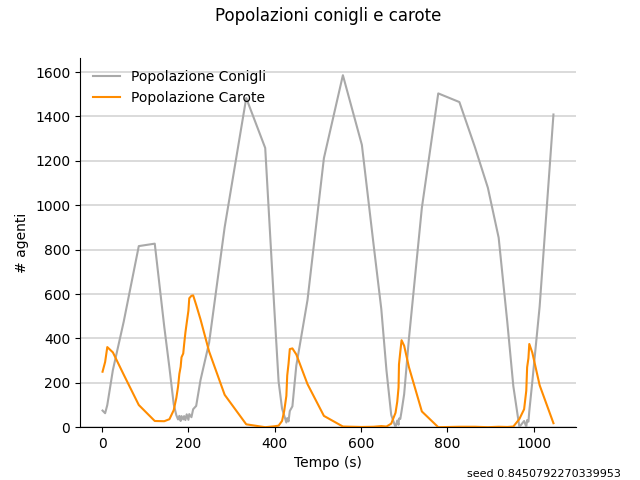 Popolazioni conigli e carote
Popolazione Conigli
Popolazione Carote
# agenti
1600
1400
1200
1000
800
600
400
200
0
0 200 400 600 800 1000
Tempo (s)
seed 0.8450792270339953